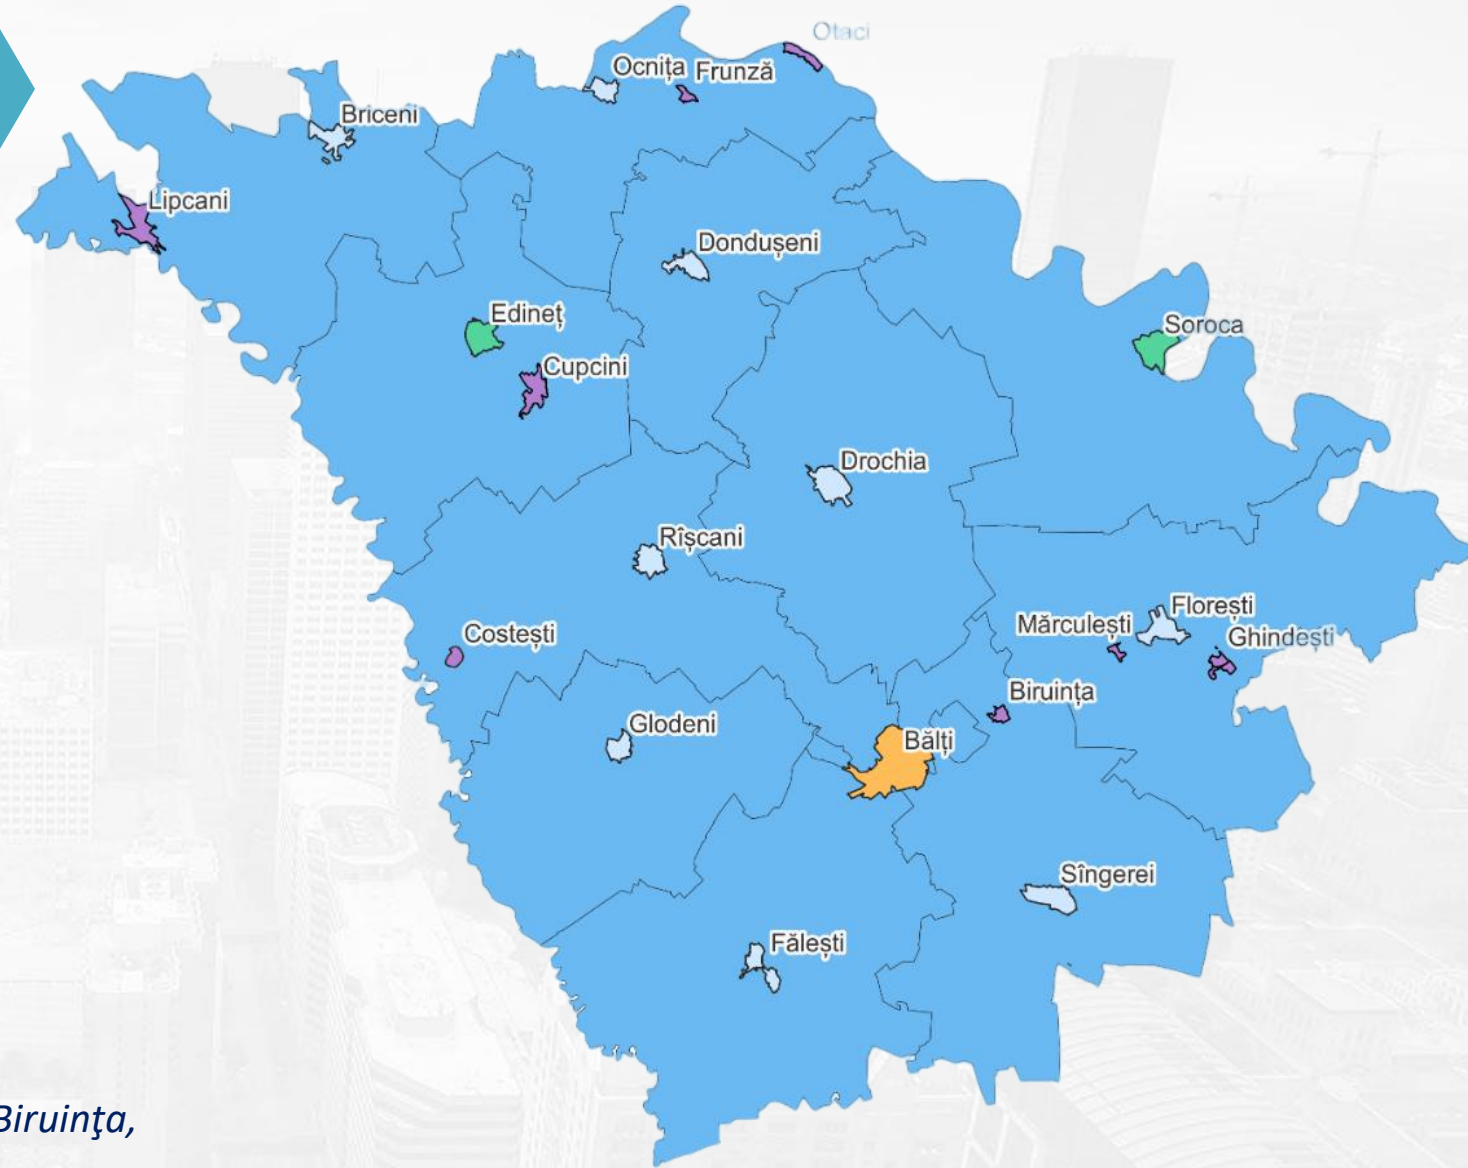 Otaci
Ocnița Frunză
Briceni
Lipcani
Dondușeni
Edineț
Soroca
Cupcini
Drochia
Rîșcani
Florești
Mărculești
Ghindești
Costești
Biruința
Glodeni
Bălți
Sîngerei
Fălești
Biruinţa,